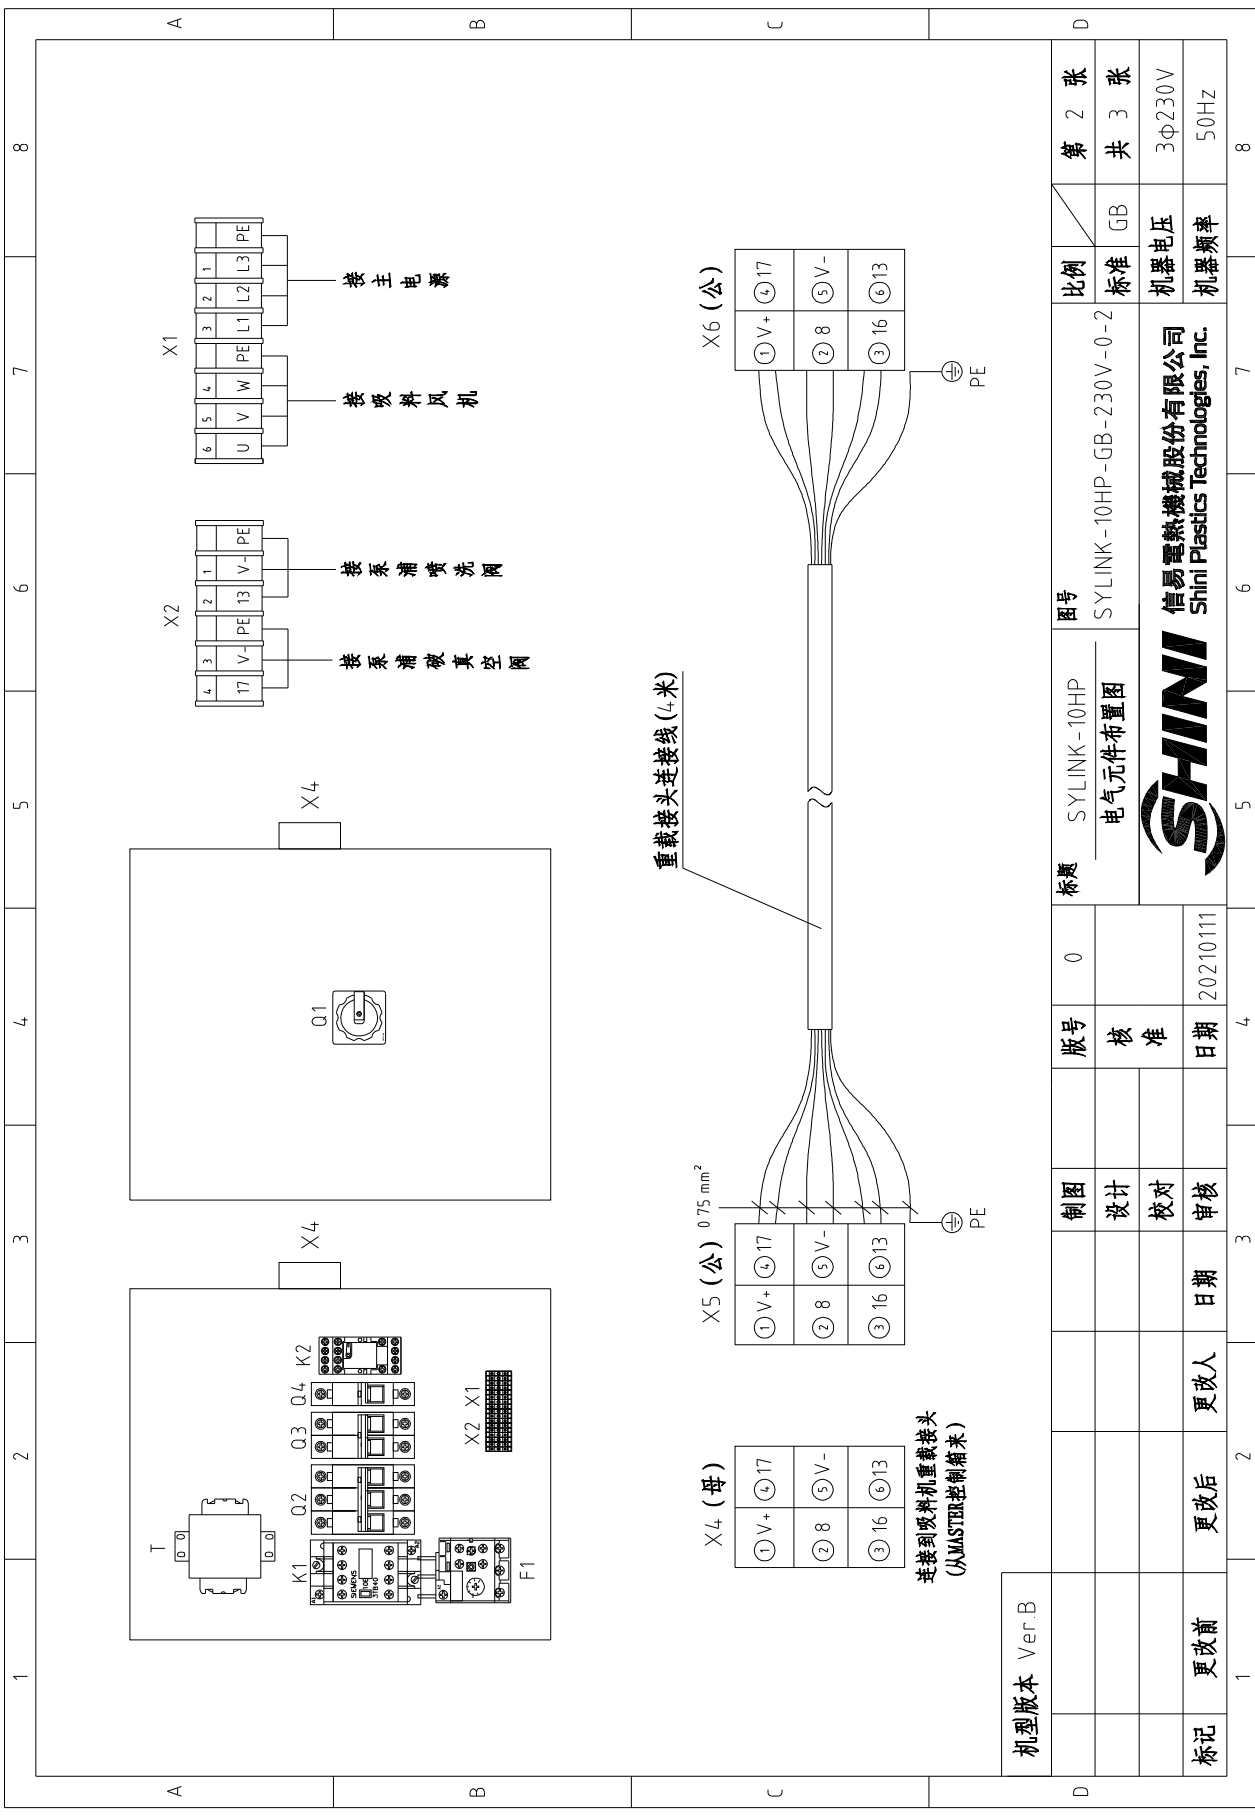 1 2 3 4 5 6 7 8
A
B
C
D
T
K1
Q2
Q3
Q4
K2
SIEMENS
3TB40
F1
X2 X1
X4
Q1
X4
X2
4 3 2 1
17 V- PE 13 V- PE
接泵浦破真空阀
接泵浦喷洗阀
X1
6 5 4 3 2 1
U V W PE L1 L2 L3 PE
接吸料风机
接主电源
X4 (母)
① V+ ④ 17
② 8 ⑤ V-
③ 16 ⑥ 13
连接到吸料机重载接头
(从MASTER控制箱来)
X5 (公)
① V+ ④ 17
② 8 ⑤ V-
③ 16 ⑥ 13
0.75 mm²
PE
重载接头连接线(4米)
X6 (公)
① V+ ④ 17
② 8 ⑤ V-
③ 16 ⑥ 13
PE
机型版本 Ver.B
标记 更改前 更改后 更改人 日期
制图
设计
校对
审核
版号 0
核准
日期 20210111
标题
SYLINK-10HP
电气元件布置图
图号
SYLINK-10HP-GB-230V-0-2
SHINI
信易電熱機械股份有限公司
Shini Plastics Technologies, Inc.
比例 第 2 张
标准 GB 共 3 张
机器电压 3φ230V
机器频率 50Hz
A
B
C
D
1 2 3 4 5 6 7 8